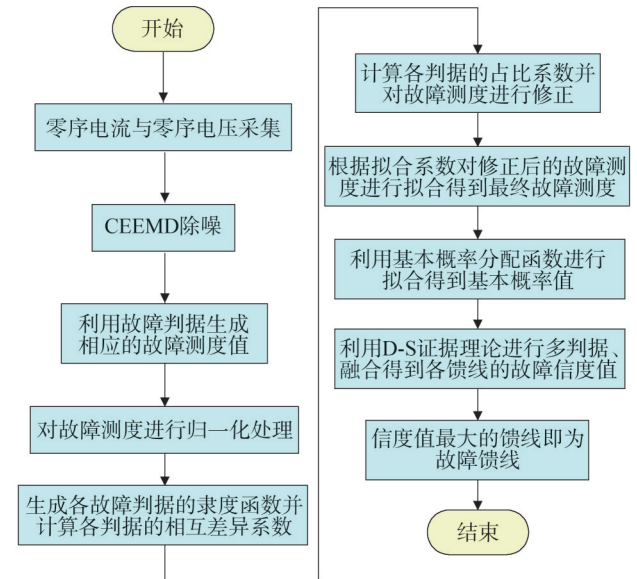 开始
零序电流与零序电压采集
CEEMD除噪
利用故障判据生成
相应的故障测度值
对故障测度进行归一化处理
生成各故障判据的隶度函数并
计算各判据的相互差异系数
计算各判据的占比系数并
对故障测度进行修正
根据拟合系数对修正后的故障测
度进行拟合得到最终故障测度
利用基本概率分配函数进行
拟合得到基本概率值
利用D-S证据理论进行多判据、
融合得到各馈线的故障信度值
信度值最大的馈线即为
故障馈线
结束